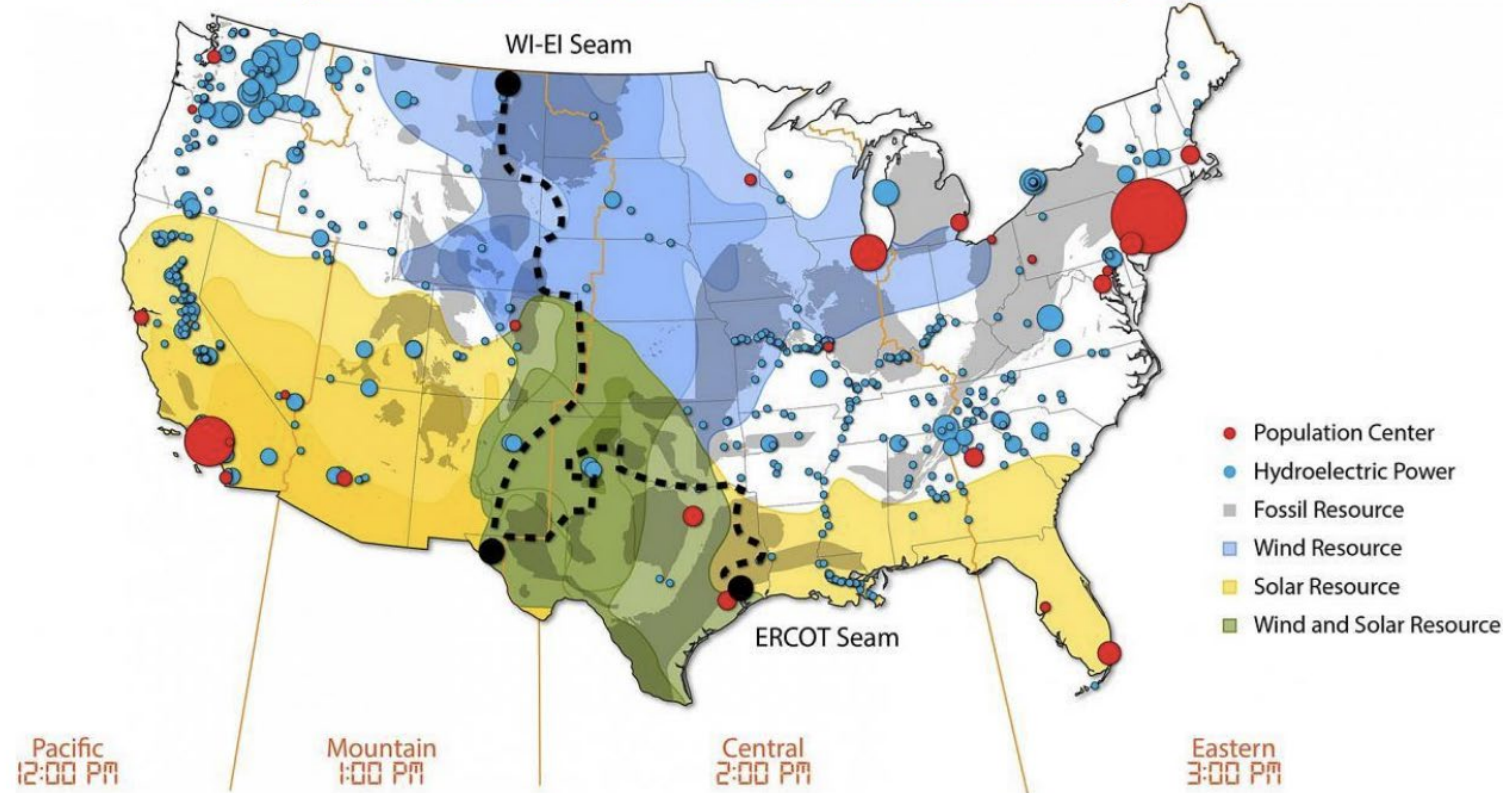 WI-EI Seam
Population Center
Hydroelectric Power
Fossil Resource
Wind Resource
Solar Resource
Wind and Solar Resource
ERCOT Seam
Pacific
12:00 PM
Mountain
1:00 PM
Central
2:00 PM
Eastern
3:00 PM